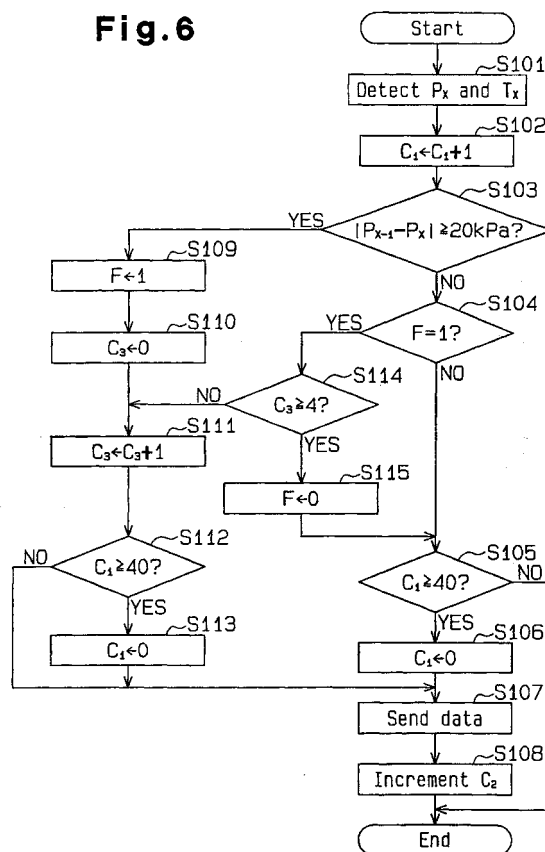 Fig.6
Start
S101
Detect Pₓ and Tₓ
S102
C₁←C₁+1
S103
|Pₓ₋₁-Pₓ|≧20kPa?
YES
NO
S109
F←1
S104
F=1?
YES
NO
S110
C₃←0
S114
C₃≧4?
NO
YES
S111
C₃←C₃+1
S115
F←0
S112
C₁≧40?
NO
YES
S105
C₁≧40?
NO
YES
S113
C₁←0
S106
C₁←0
S107
Send data
S108
Increment C₂
End